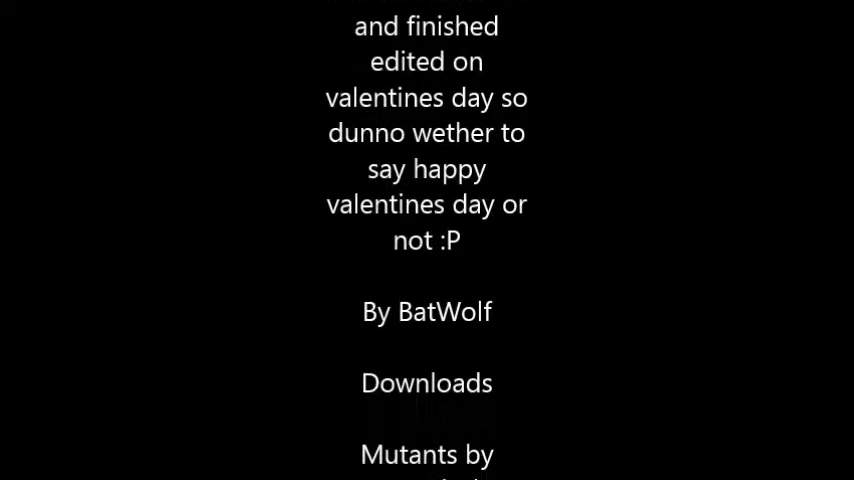 and finished
edited on
valentines day so
dunno wether to
say happy
valentines day or
not :P
By BatWolf
Downloads
Mutants by